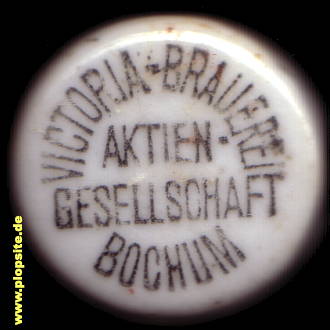 VICTORIA-BRAUEREI
AKTIEN-
GESELLSCHAFT
BOCHUM
www.plopsite.de